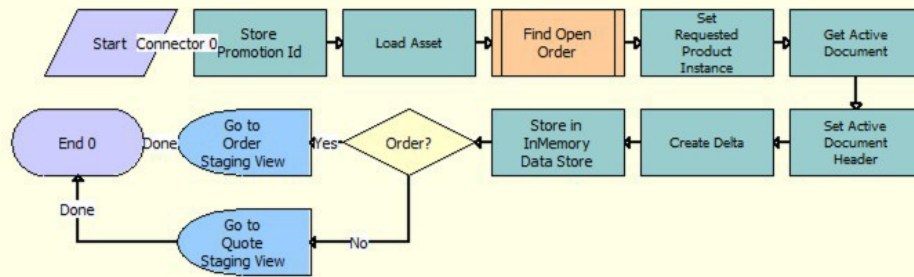 Start
Connector 0
Store
Promotion Id
Load Asset
Find Open
Order
Set
Requested
Product
Instance
Get Active
Document
Set Active
Document
Header
Create Delta
Store in
InMemory
Data Store
Order?
Yes
Go to
Order
Staging View
Done
End 0
No
Go to
Quote
Staging View
Done